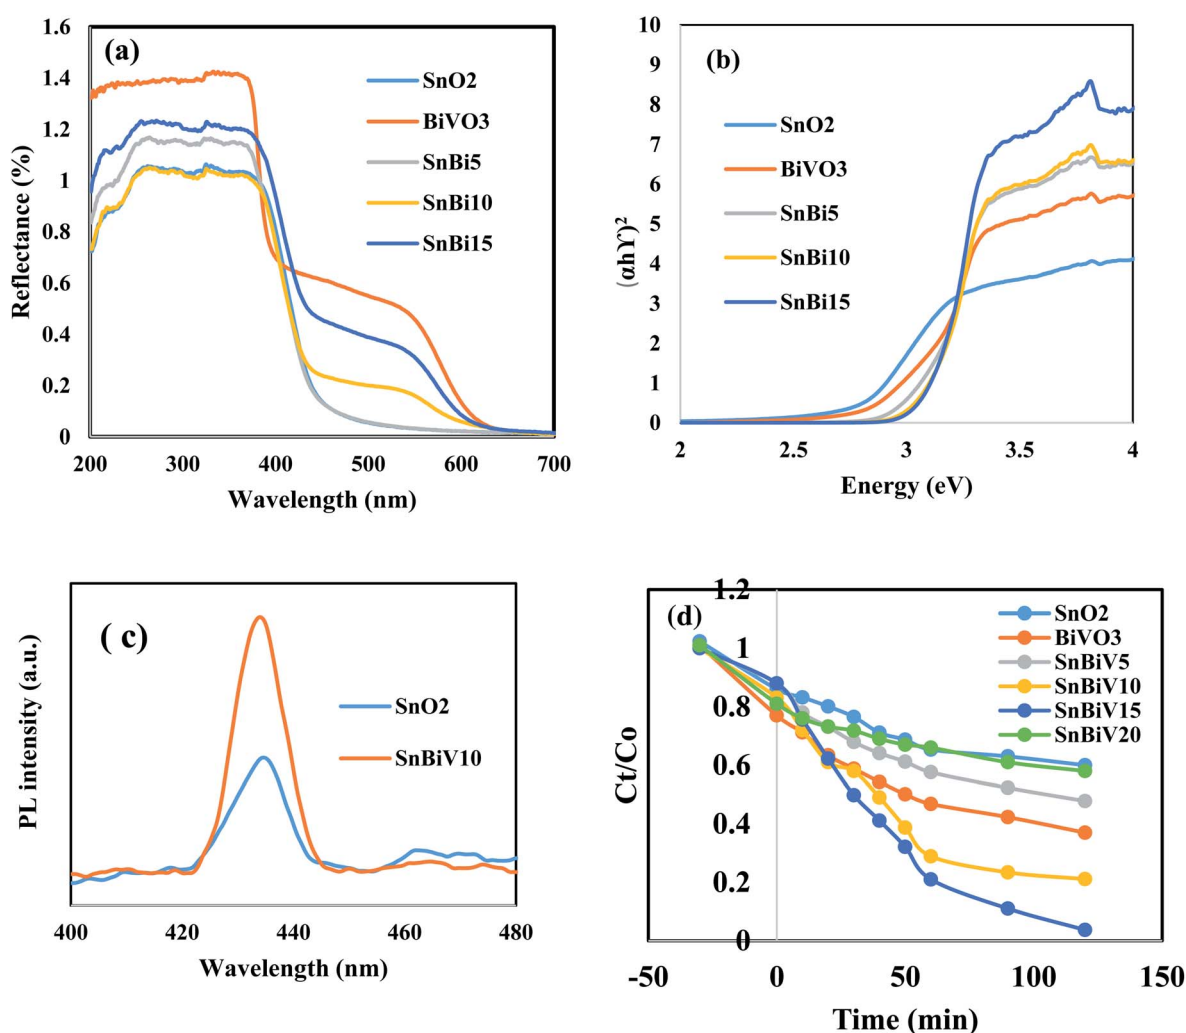 (a)
1.6
1.4
1.2
1
0.8
0.6
0.4
0.2
0
Reflectance (%)
SnO2
BiVO3
SnBi5
SnBi10
SnBi15
200 300 400 500 600 700
Wavelength (nm)
(b)
10
9
8
7
6
5
4
3
2
1
0
(αhϒ)²
SnO2
BiVO3
SnBi5
SnBi10
SnBi15
2 2.5 3 3.5 4
Energy (eV)
( c)
PL intensity (a.u.)
SnO2
SnBiV10
400 420 440 460 480
Wavelength (nm)
(d)
1.2
1
0.8
0.6
0.4
0.2
0
Ct/Co
SnO2
BiVO3
SnBiV5
SnBiV10
SnBiV15
SnBiV20
-50 0 50 100 150
Time (min)